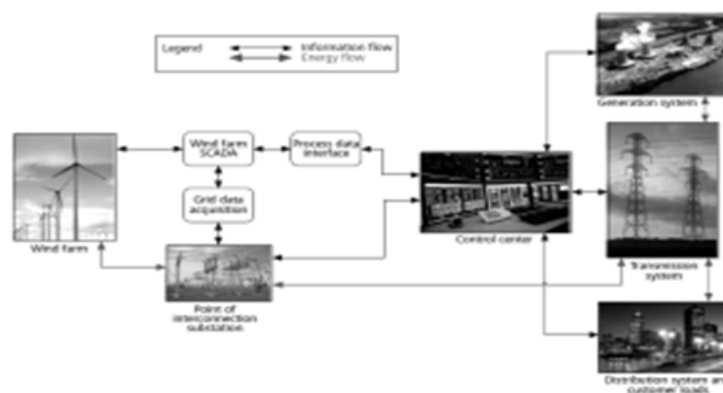 Legend
Information flow
Energy flow
Generation system
Wind farm
SCADA
Process data
interface
Grid data
acquisition
Wind farm
Control center
Transmission
system
Point of
interconnection
substation
Distribution system an
customer loads